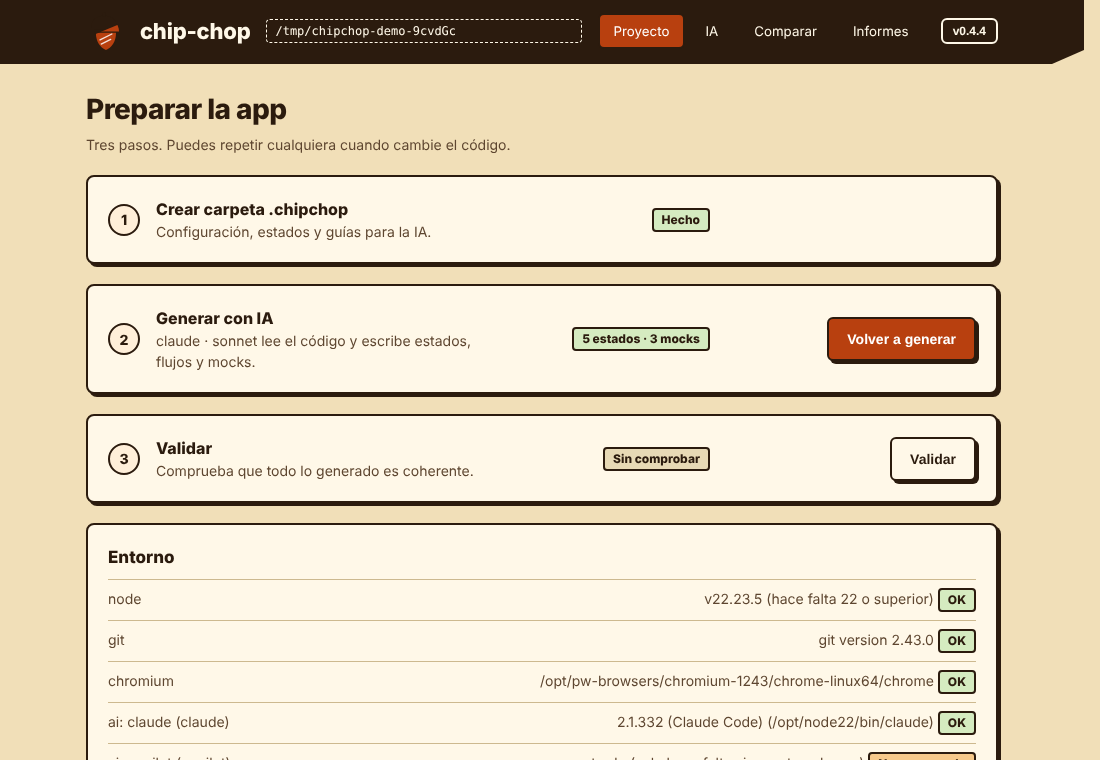 chip-chop
/tmp/chipchop-demo-9cvdGc
Proyecto
IA
Comparar
Informes
v0.4.4
Preparar la app
Tres pasos. Puedes repetir cualquiera cuando cambie el código.
1
Crear carpeta .chipchop
Configuración, estados y guías para la IA.
Hecho
2
Generar con IA
claude · sonnet lee el código y escribe estados,
flujos y mocks.
5 estados · 3 mocks
Volver a generar
3
Validar
Comprueba que todo lo generado es coherente.
Sin comprobar
Validar
Entorno
node
v22.23.5 (hace falta 22 o superior)
OK
git
git version 2.43.0
OK
chromium
/opt/pw-browsers/chromium-1243/chrome-linux64/chrome
OK
ai: claude (claude)
2.1.332 (Claude Code) (/opt/node22/bin/claude)
OK